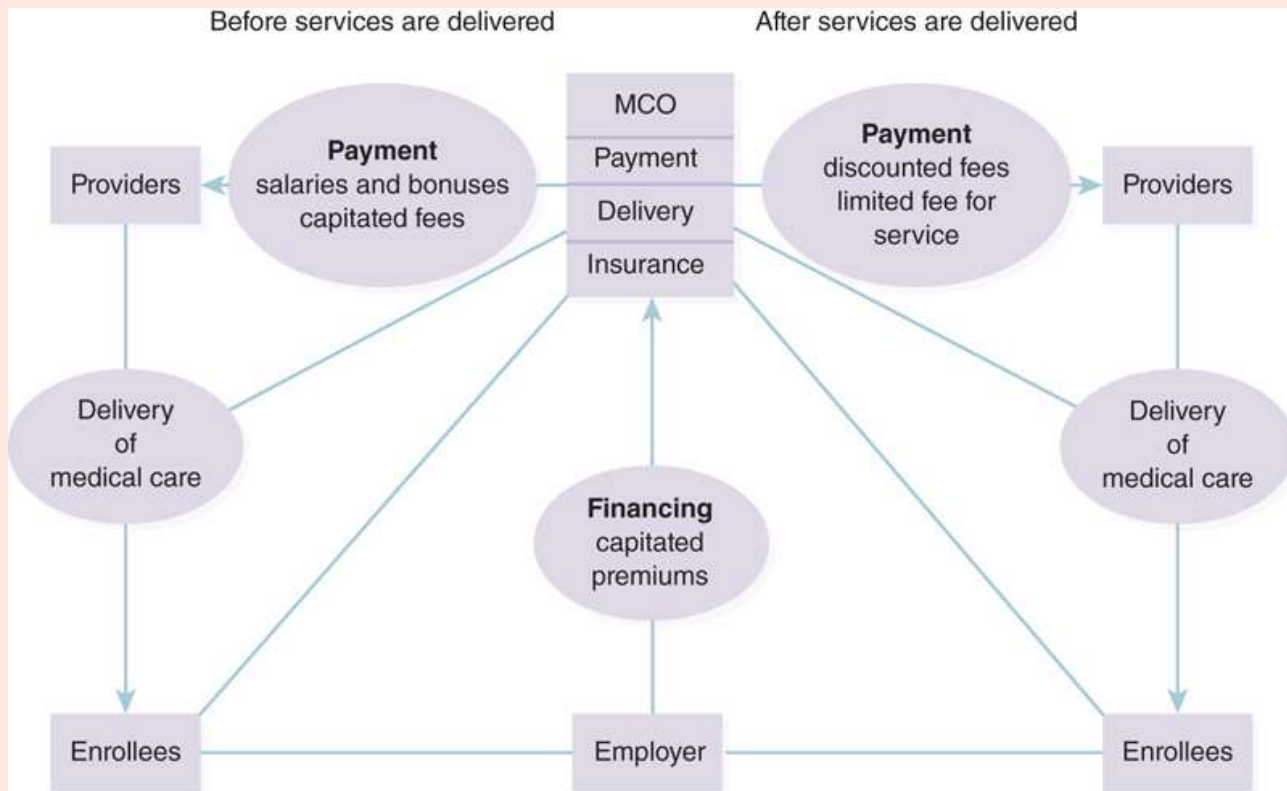 Before services are delivered
After services are delivered
MCO
Payment
Delivery
Insurance
Providers
Payment
salaries and bonuses
capitated fees
Payment
discounted fees
limited fee for
service
Providers
Delivery
of
medical care
Financing
capitated
premiums
Delivery
of
medical care
Enrollees
Employer
Enrollees